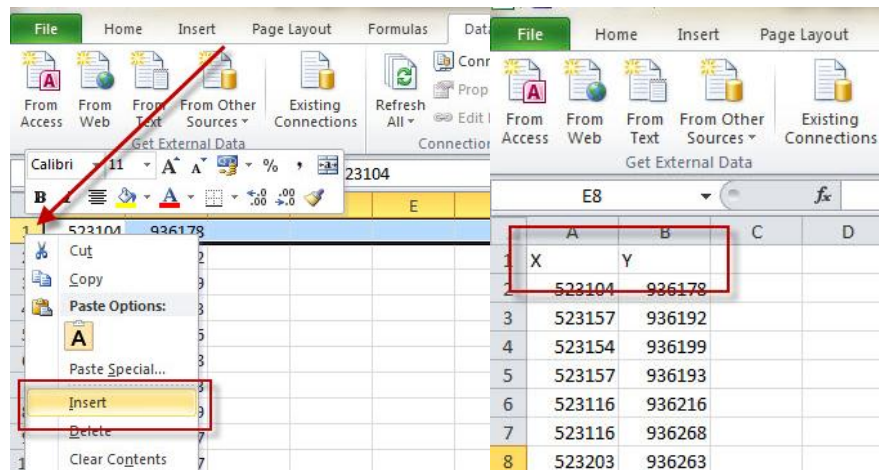 File Home Insert Page Layout Formulas
From Access
From Web
From Text
From Other Sources
Existing Connections
Refresh All
Conn
Prop
Edit
Get External Data
Connection
Calibri 11 A A % ,
B I A .00 .0
23104
E
1 523104 936178
Cut
Copy
Paste Options:
A
Paste Special...
Insert
Delete
Clear Contents
File Home Insert Page Layout
From Access
From Web
From Text
From Other Sources
Existing Connections
Get External Data
E8 fx
A B C D
1 X Y
2 523104 936178
3 523157 936192
4 523154 936199
5 523157 936193
6 523116 936216
7 523116 936268
8 523203 936263